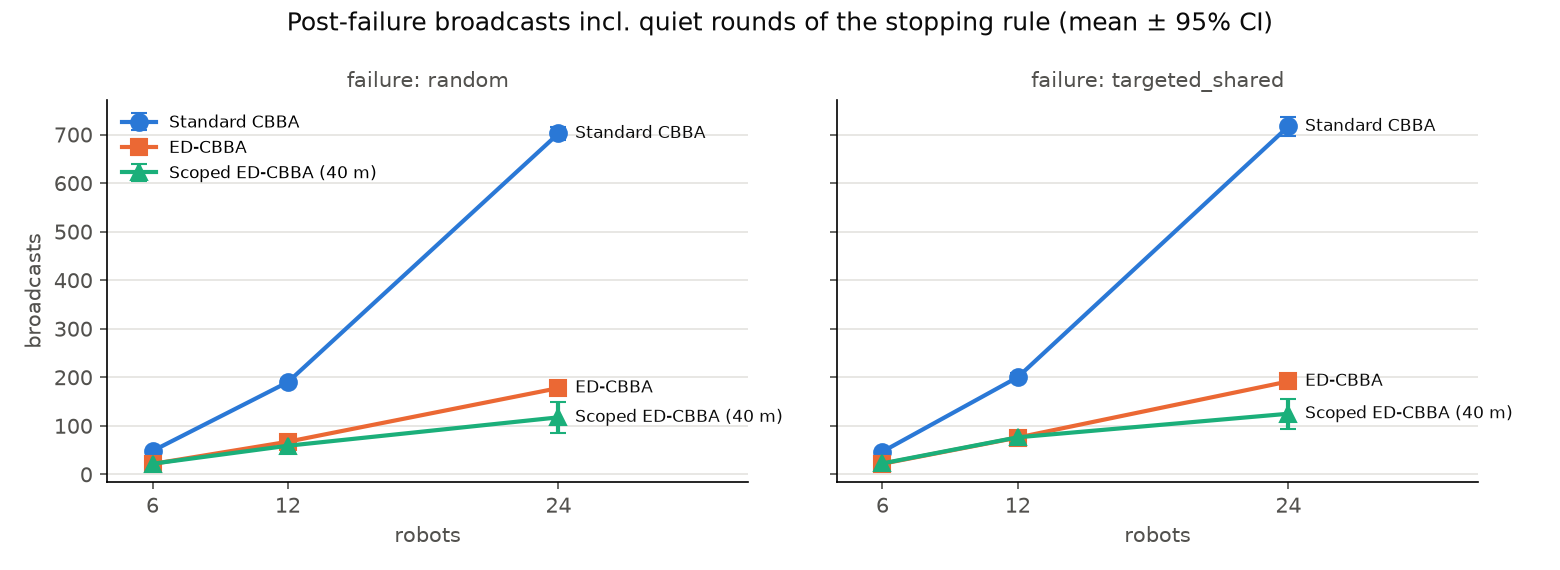 Post-failure broadcasts incl. quiet rounds of the stopping rule (mean ± 95% CI)
failure: random
Standard CBBA
ED-CBBA
Scoped ED-CBBA (40 m)
broadcasts
700
600
500
400
300
200
100
0
Standard CBBA
ED-CBBA
Scoped ED-CBBA (40 m)
6 12 24
robots
failure: targeted_shared
Standard CBBA
ED-CBBA
Scoped ED-CBBA (40 m)
6 12 24
robots